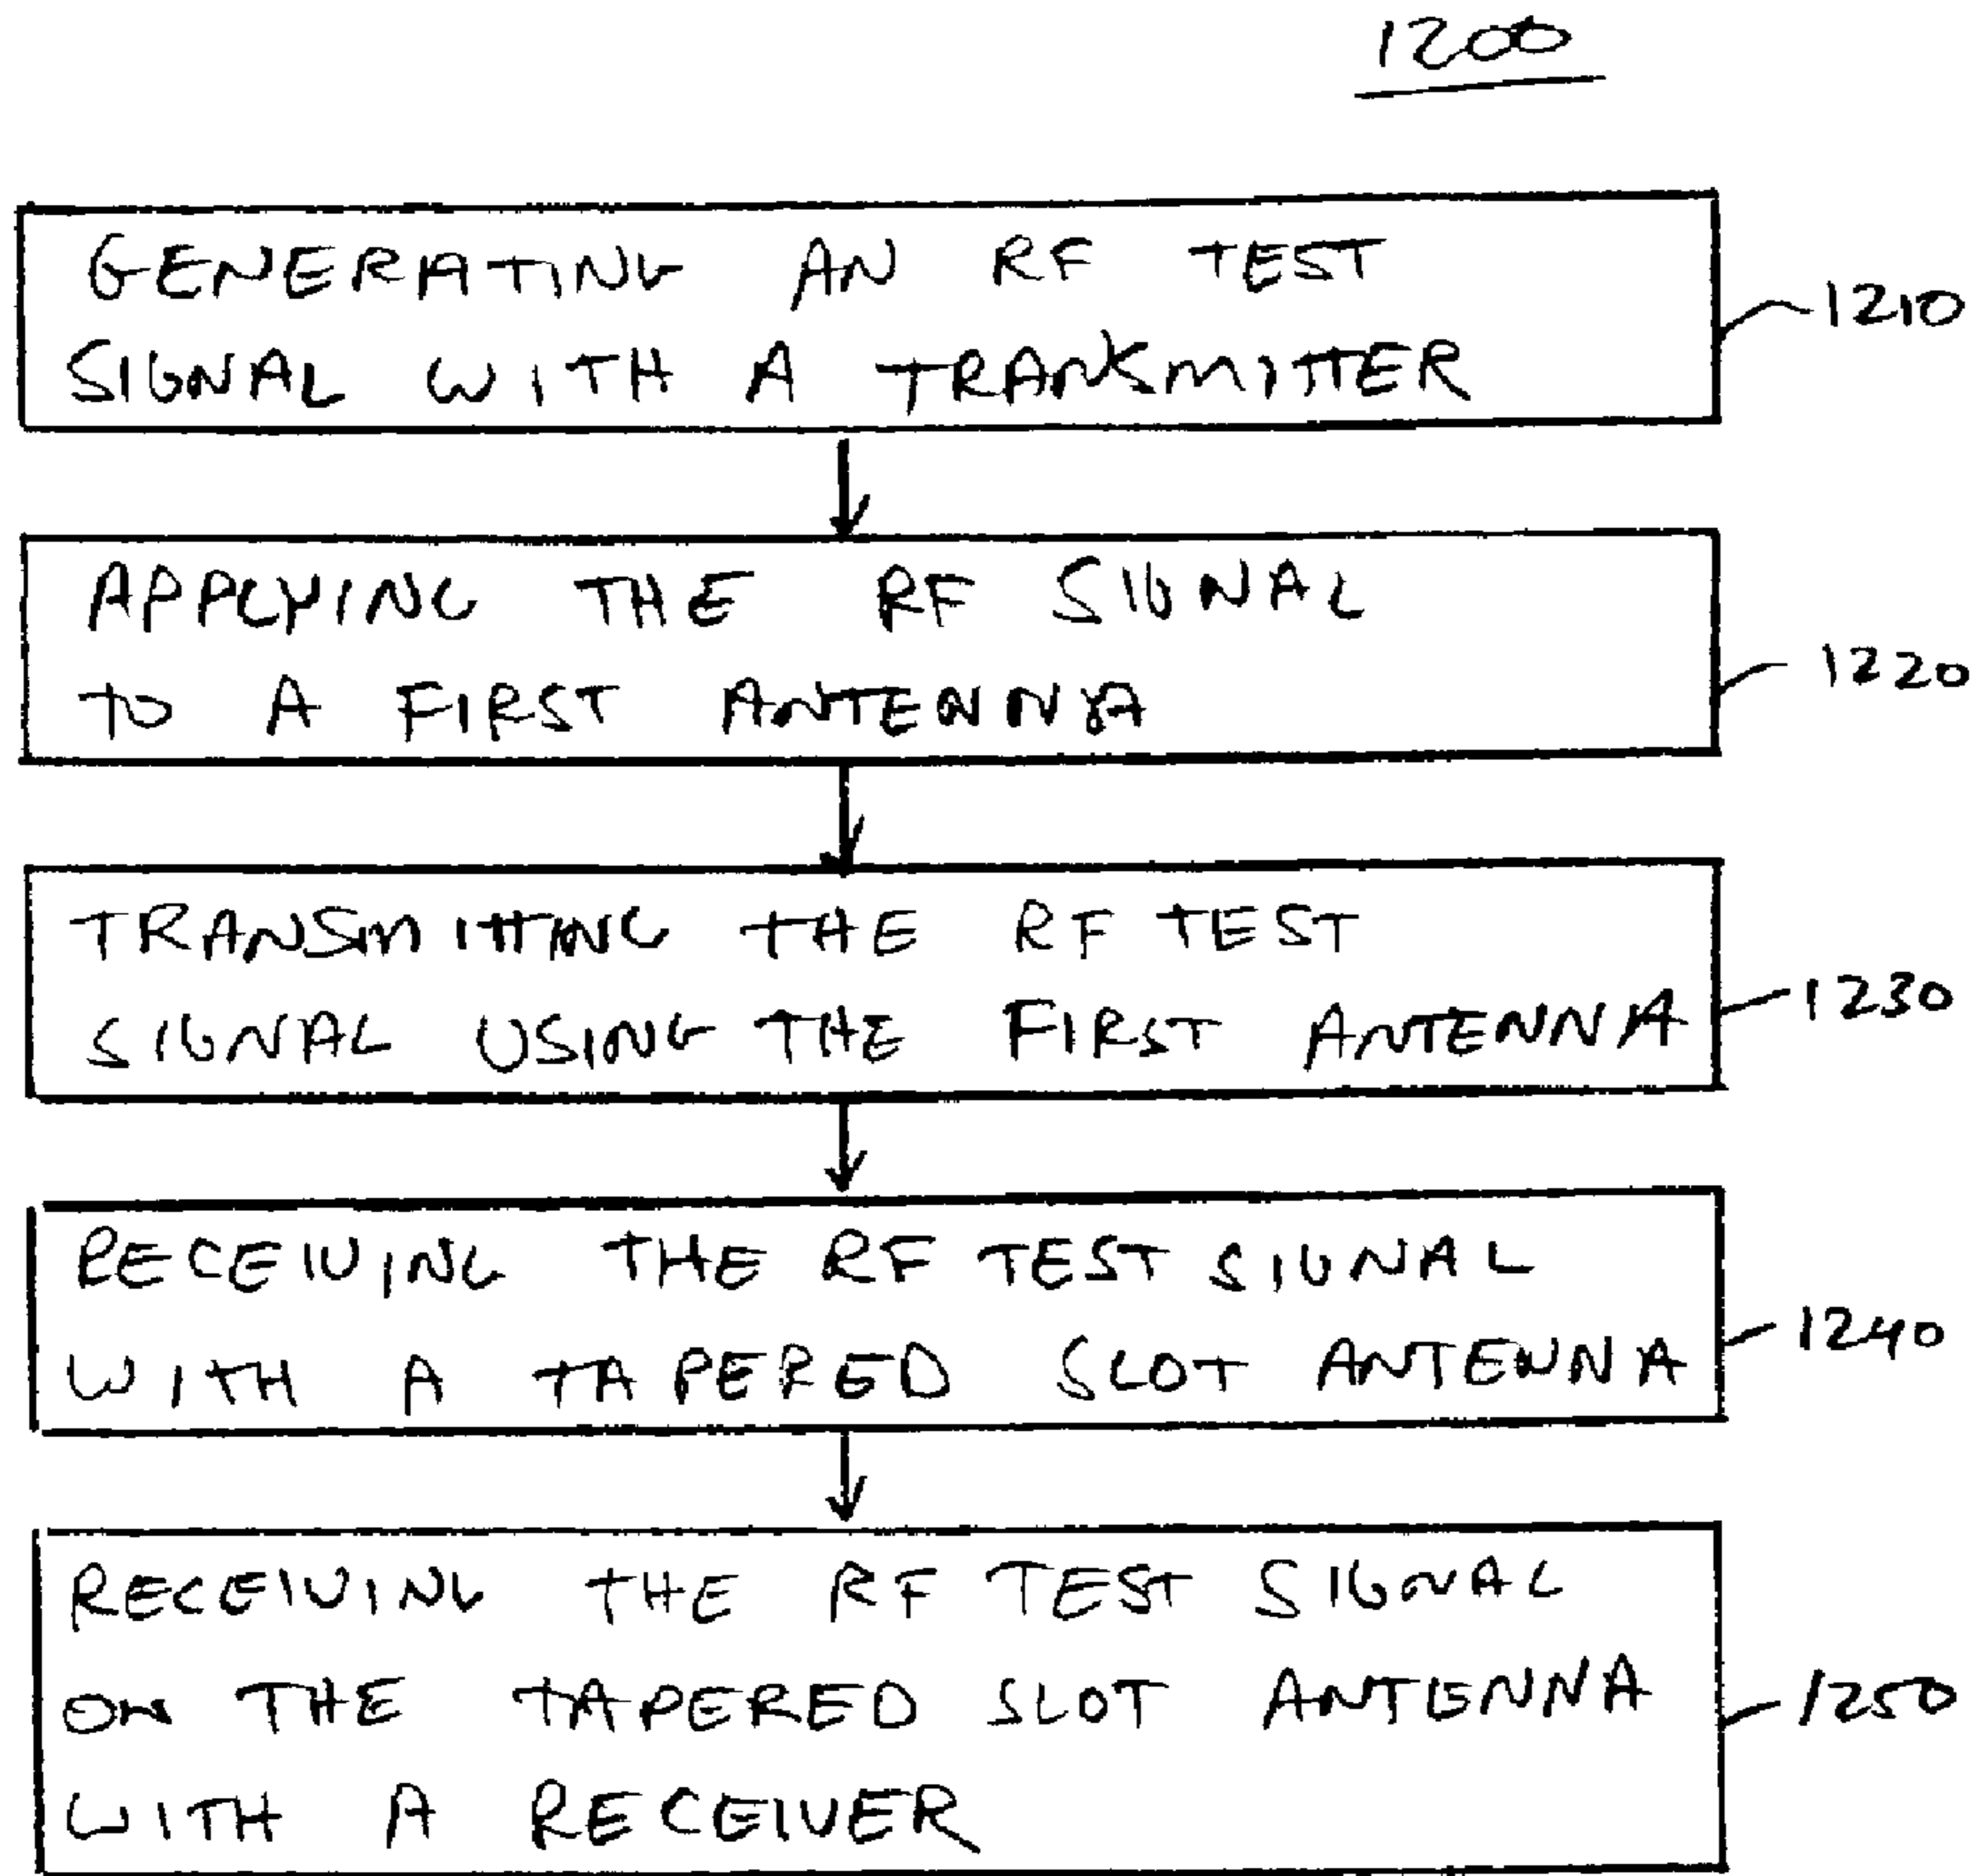 1200
GENERATING AN RF TEST
SIGNAL WITH A TRANSMITTER
1210
APPLYING THE RF SIGNAL
TO A FIRST ANTENNA
1220
TRANSMITTING THE RF TEST
SIGNAL USING THE FIRST ANTENNA
1230
RECEIVING THE RF TEST SIGNAL
WITH A TAPERED SLOT ANTENNA
1240
RECEIVING THE RF TEST SIGNAL
ON THE TAPERED SLOT ANTENNA
WITH A RECEIVER
1250